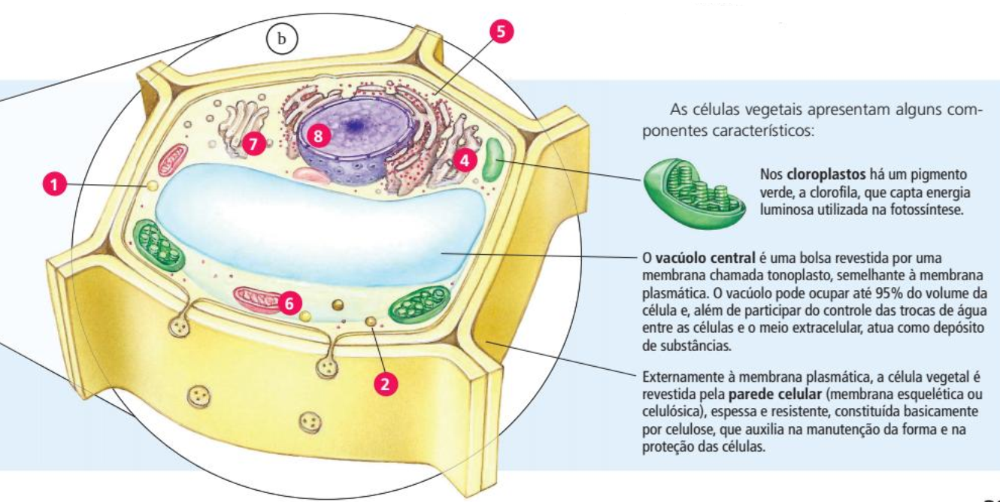 b
5
7
8
4
1
6
2
As células vegetais apresentam alguns com-
ponentes característicos:
Nos cloroplastos há um pigmento
verde, a clorofila, que capta energia
luminosa utilizada na fotossíntese.
O vacúolo central é uma bolsa revestida por uma
membrana chamada tonoplasto, semelhante à membrana
plasmática. O vacúolo pode ocupar até 95% do volume da
célula e, além de participar do controle das trocas de água
entre as células e o meio extracelular, atua como depósito
de substâncias.
Externamente à membrana plasmática, a célula vegetal é
revestida pela parede celular (membrana esquelética ou
celulósica), espessa e resistente, constituída basicamente
por celulose, que auxilia na manutenção da forma e na
proteção das células.